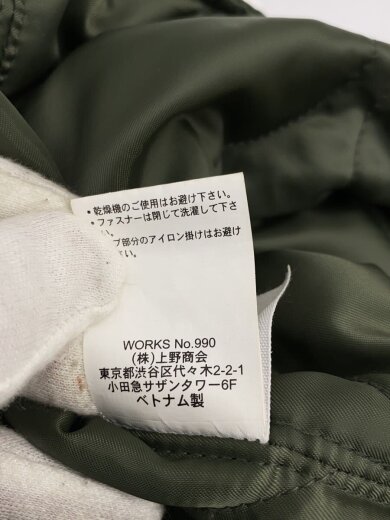 ・乾燥機のご使用はお避け下さい。
・ファスナーは閉じて洗濯して下さ
い。
プ部分のアイロン掛けはお避け
い。
WORKS No.990
(株)上野商会
東京都渋谷区代々木2-2-1
小田急サザンタワー6F
ベトナム製